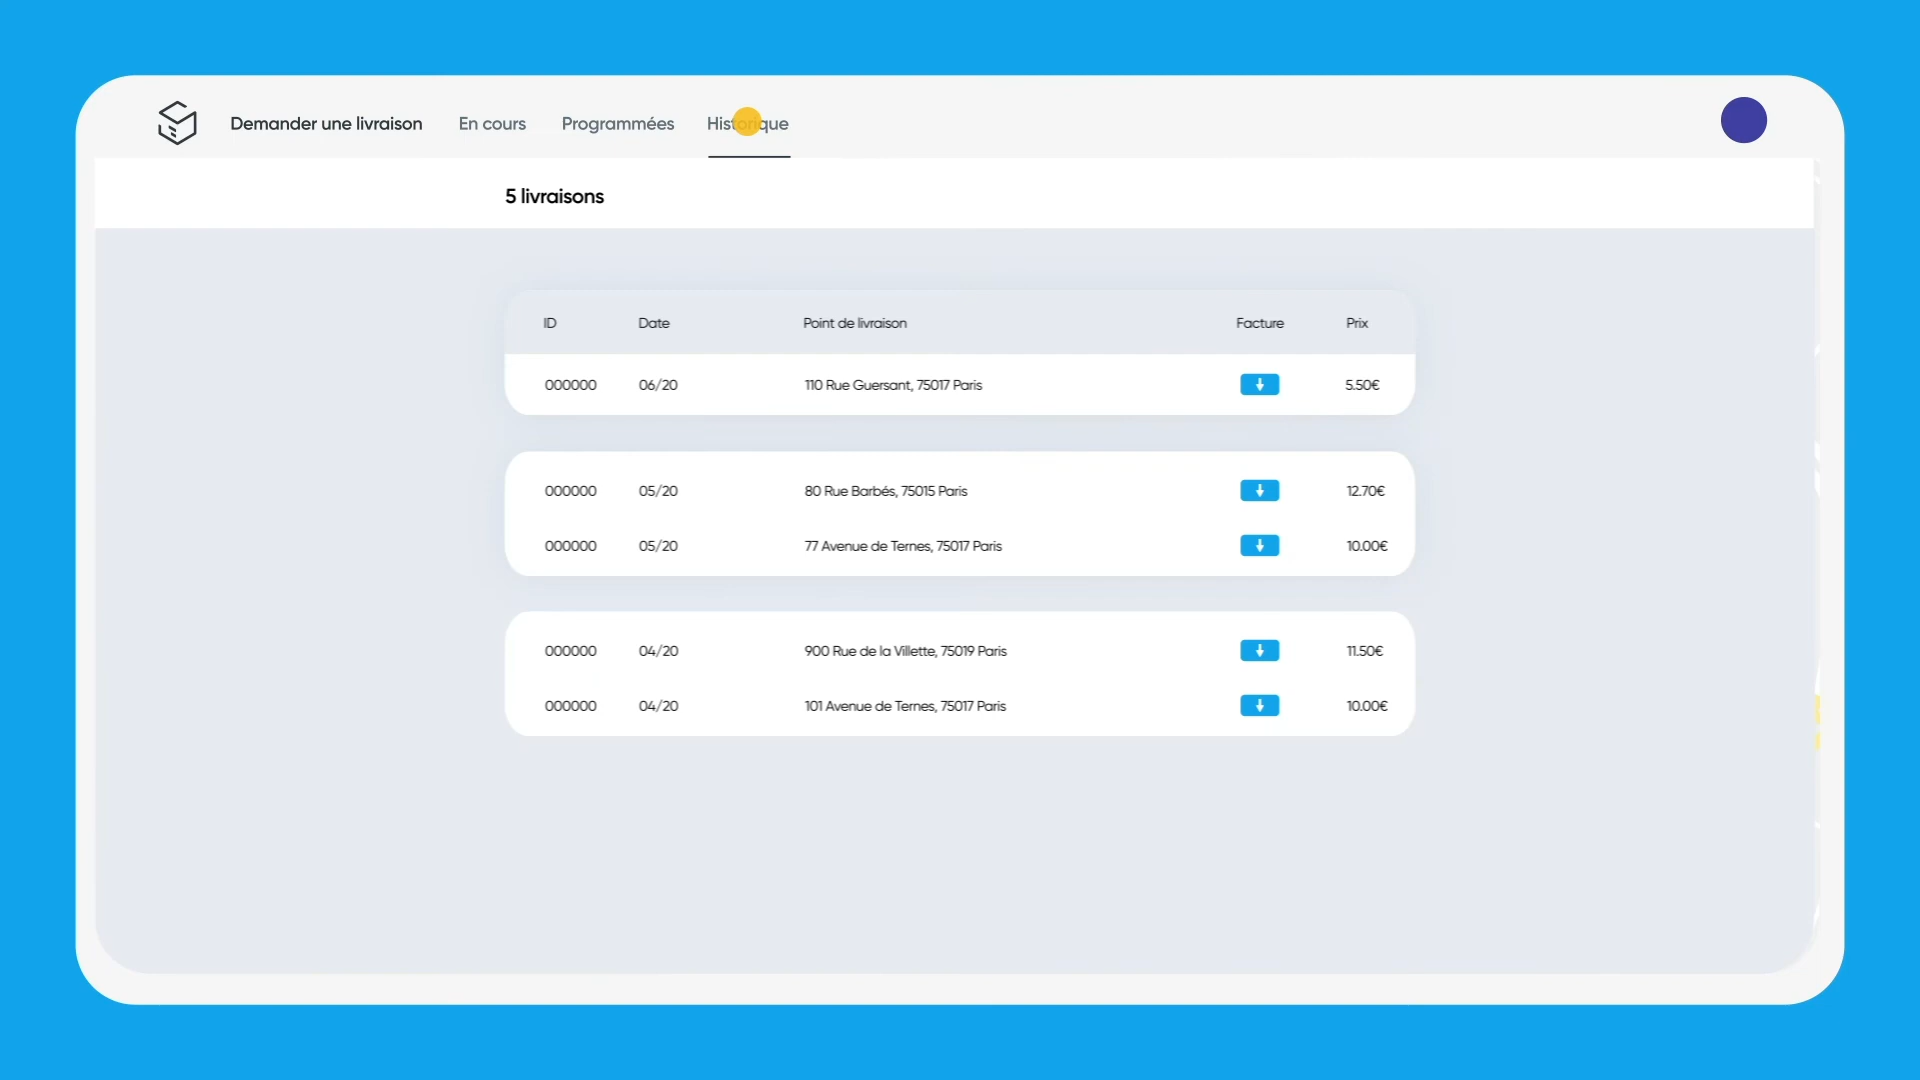 Demander une livraison En cours Programmées Historique
5 livraisons
ID Date Point de livraison Facture Prix
000000 06/20 110 Rue Guersant, 75017 Paris 5.50€
000000 05/20 80 Rue Barbés, 75015 Paris 12.70€
000000 05/20 77 Avenue de Ternes, 75017 Paris 10.00€
000000 04/20 900 Rue de la Villette, 75019 Paris 11.50€
000000 04/20 101 Avenue de Ternes, 75017 Paris 10.00€